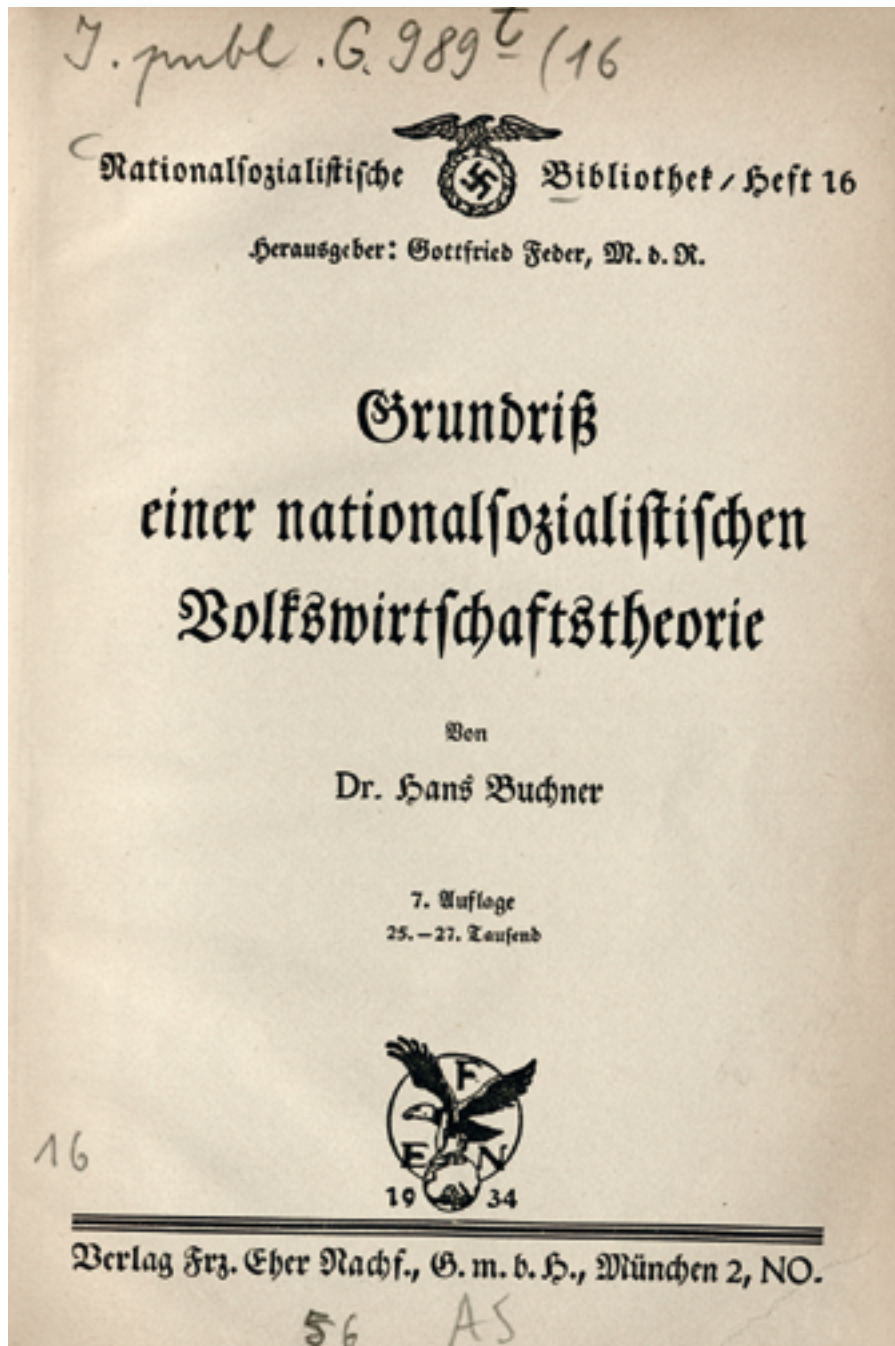 J. publ. G. 989 t (16
Nationalsozialistische Bibliothek / Heft 16
Herausgeber: Gottfried Feder, M. d. R.
Grundriß
einer nationalsozialistischen
Volkswirtschaftstheorie
Von
Dr. Hans Buchner
7. Auflage
25.–27. Tausend
F
E N
19 34
16
Verlag Frz. Eher Nachf., G. m. b. H., München 2, NO.
56 AS